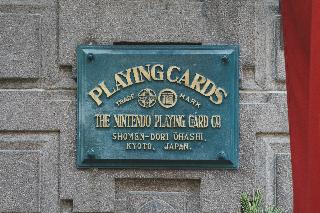 PLAYING CARDS
TRADE MARK
THE NINTENDO PLAYING CARD CO.
SHOMEN-DORI OHASHI,
KYOTO, JAPAN.